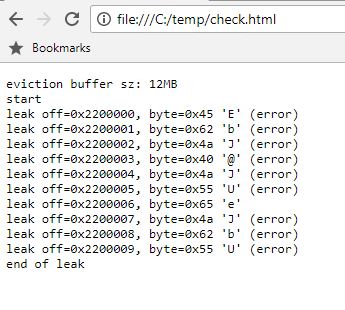 file:///C:/temp/check.html
Bookmarks
eviction buffer sz: 12MB
start
leak off=0x2200000, byte=0x45 'E' (error)
leak off=0x2200001, byte=0x62 'b' (error)
leak off=0x2200002, byte=0x4a 'J' (error)
leak off=0x2200003, byte=0x40 '@' (error)
leak off=0x2200004, byte=0x4a 'J' (error)
leak off=0x2200005, byte=0x55 'U' (error)
leak off=0x2200006, byte=0x65 'e'
leak off=0x2200007, byte=0x4a 'J' (error)
leak off=0x2200008, byte=0x62 'b' (error)
leak off=0x2200009, byte=0x55 'U' (error)
end of leak